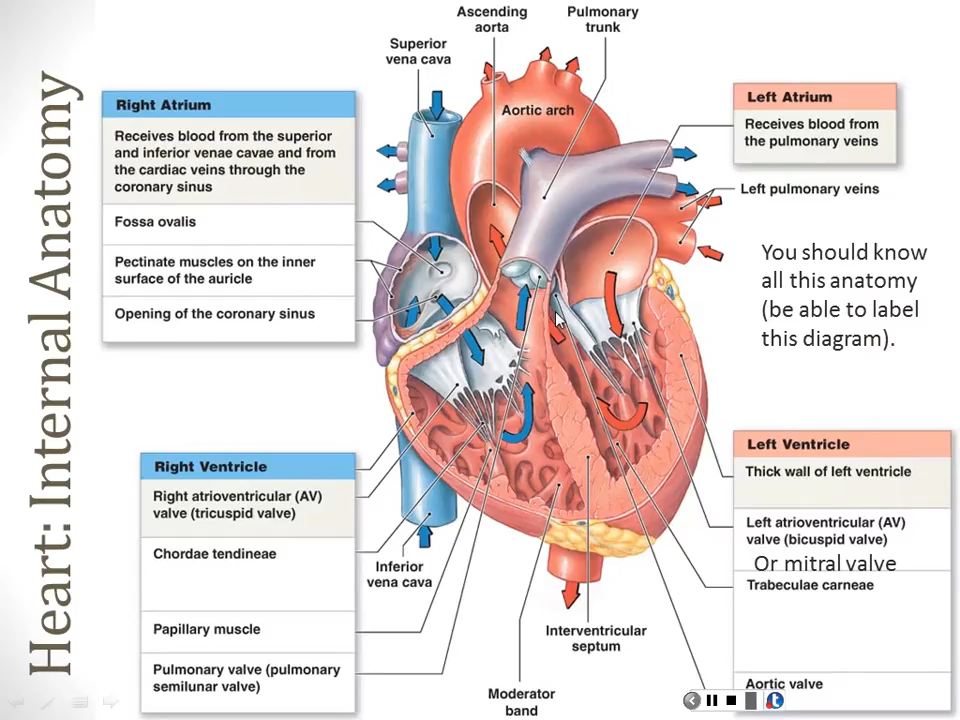 Heart: Internal Anatomy
Ascending
aorta
Pulmonary
trunk
Superior
vena cava
Aortic arch
Right Atrium
Receives blood from the superior
and inferior venae cavae and from
the cardiac veins through the
coronary sinus
Fossa ovalis
Pectinate muscles on the inner
surface of the auricle
Opening of the coronary sinus
Left Atrium
Receives blood from
the pulmonary veins
Left pulmonary veins
You should know
all this anatomy
(be able to label
this diagram).
Right Ventricle
Right atrioventricular (AV)
valve (tricuspid valve)
Chordae tendineae
Papillary muscle
Pulmonary valve (pulmonary
semilunar valve)
Inferior
vena cava
Interventricular
septum
Moderator
band
Left Ventricle
Thick wall of left ventricle
Left atrioventricular (AV)
valve (bicuspid valve)
Or mitral valve
Trabeculae carneae
Aortic valve